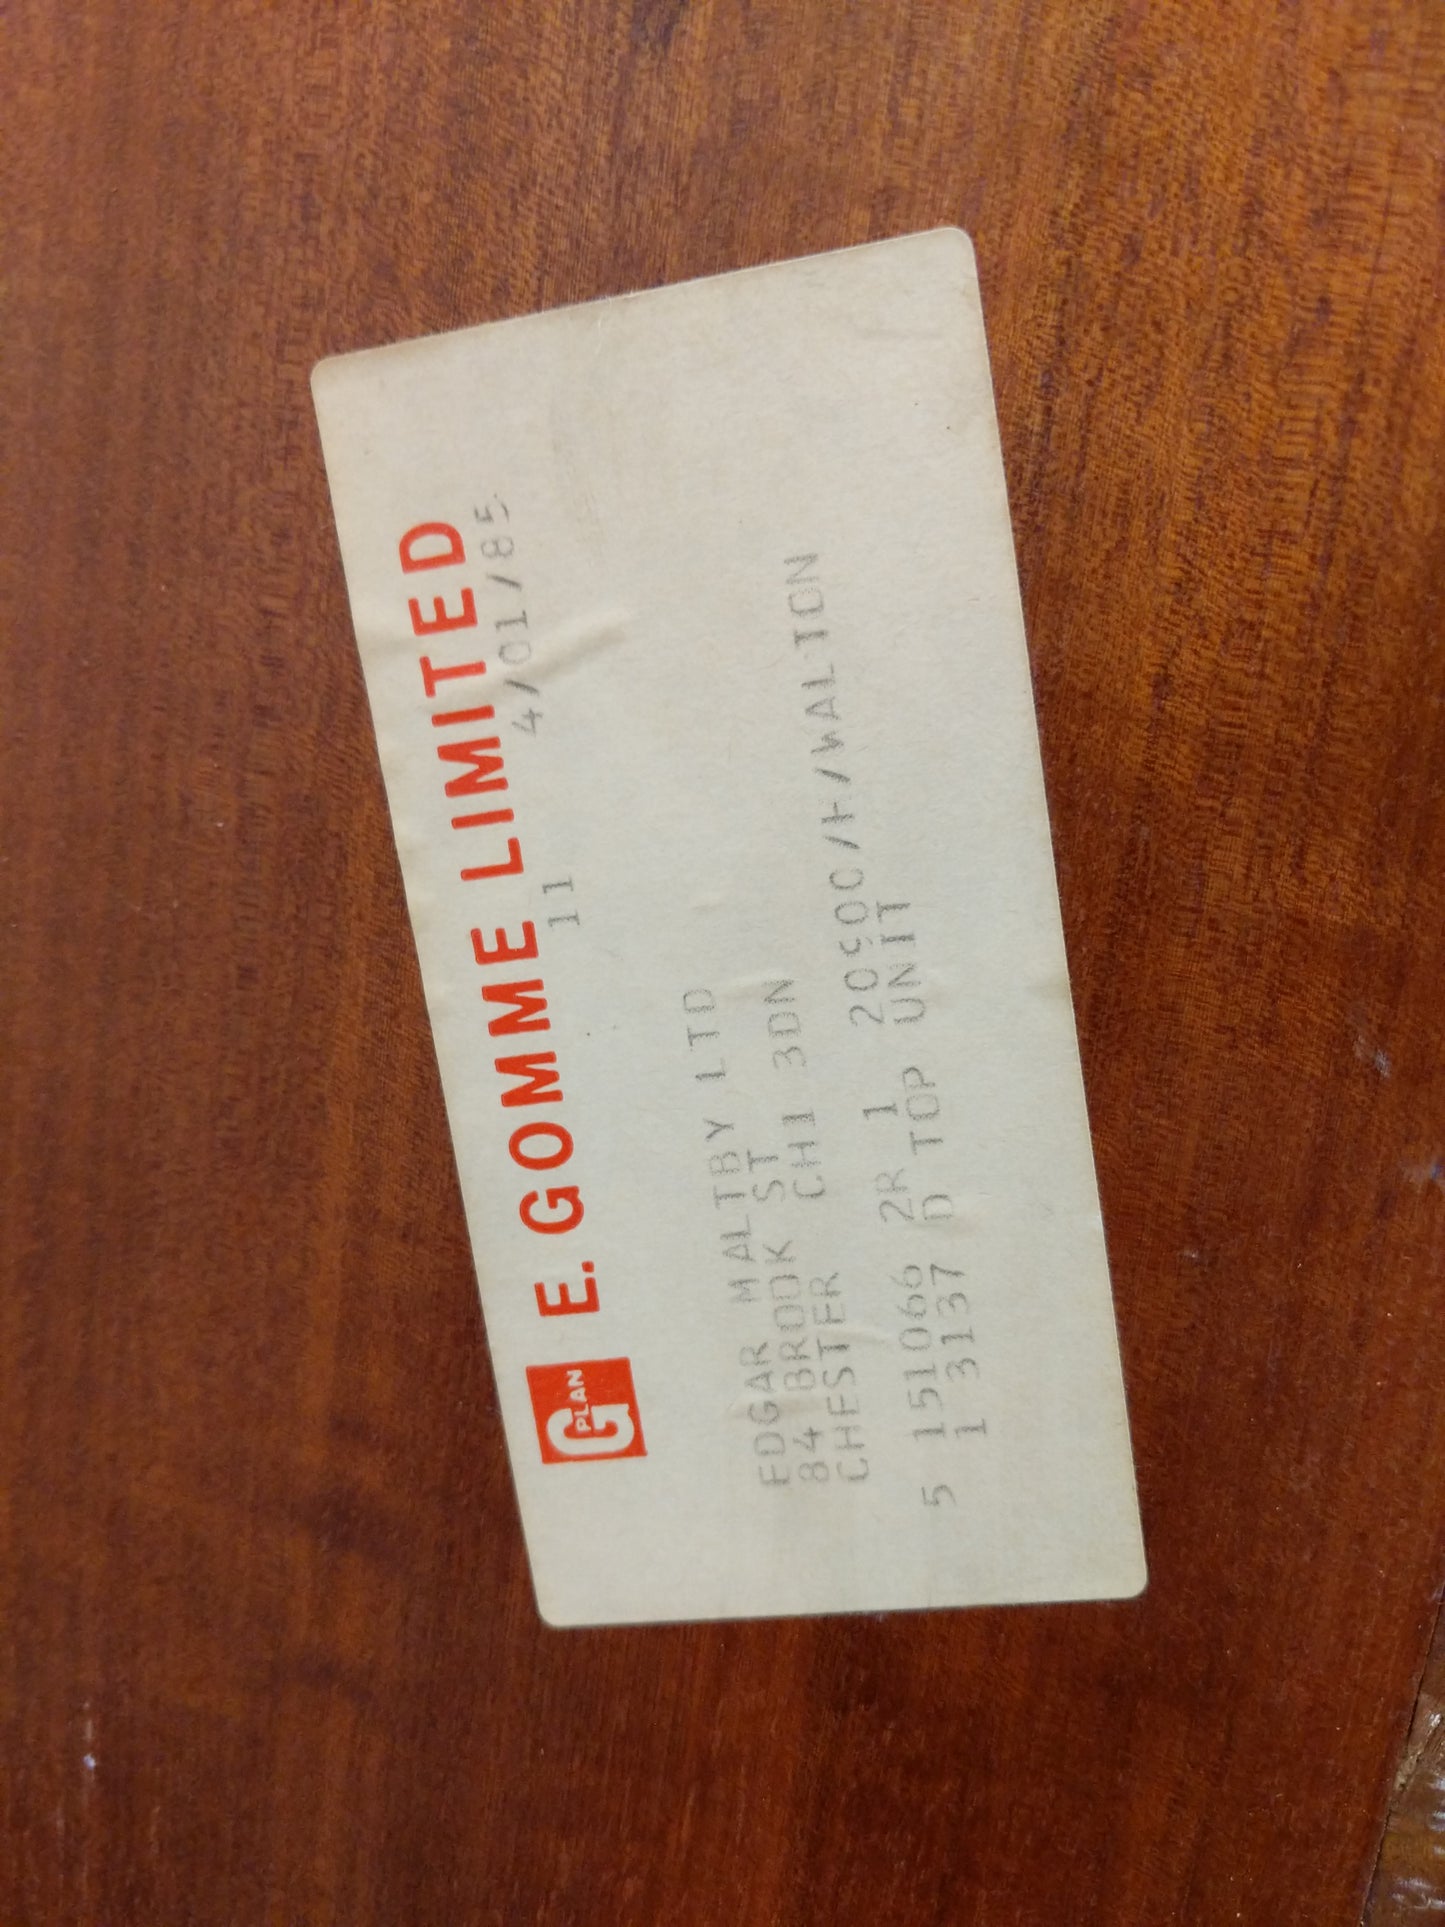 G PLAN E. GOMME LIMITED
11 4/01/85
EDGAR MALTBY LTD
84 BROOK ST
CHESTER CH1 3DN
5 151066 2R 1 20500/H/WALTON
1 3137 D TOP UNIT